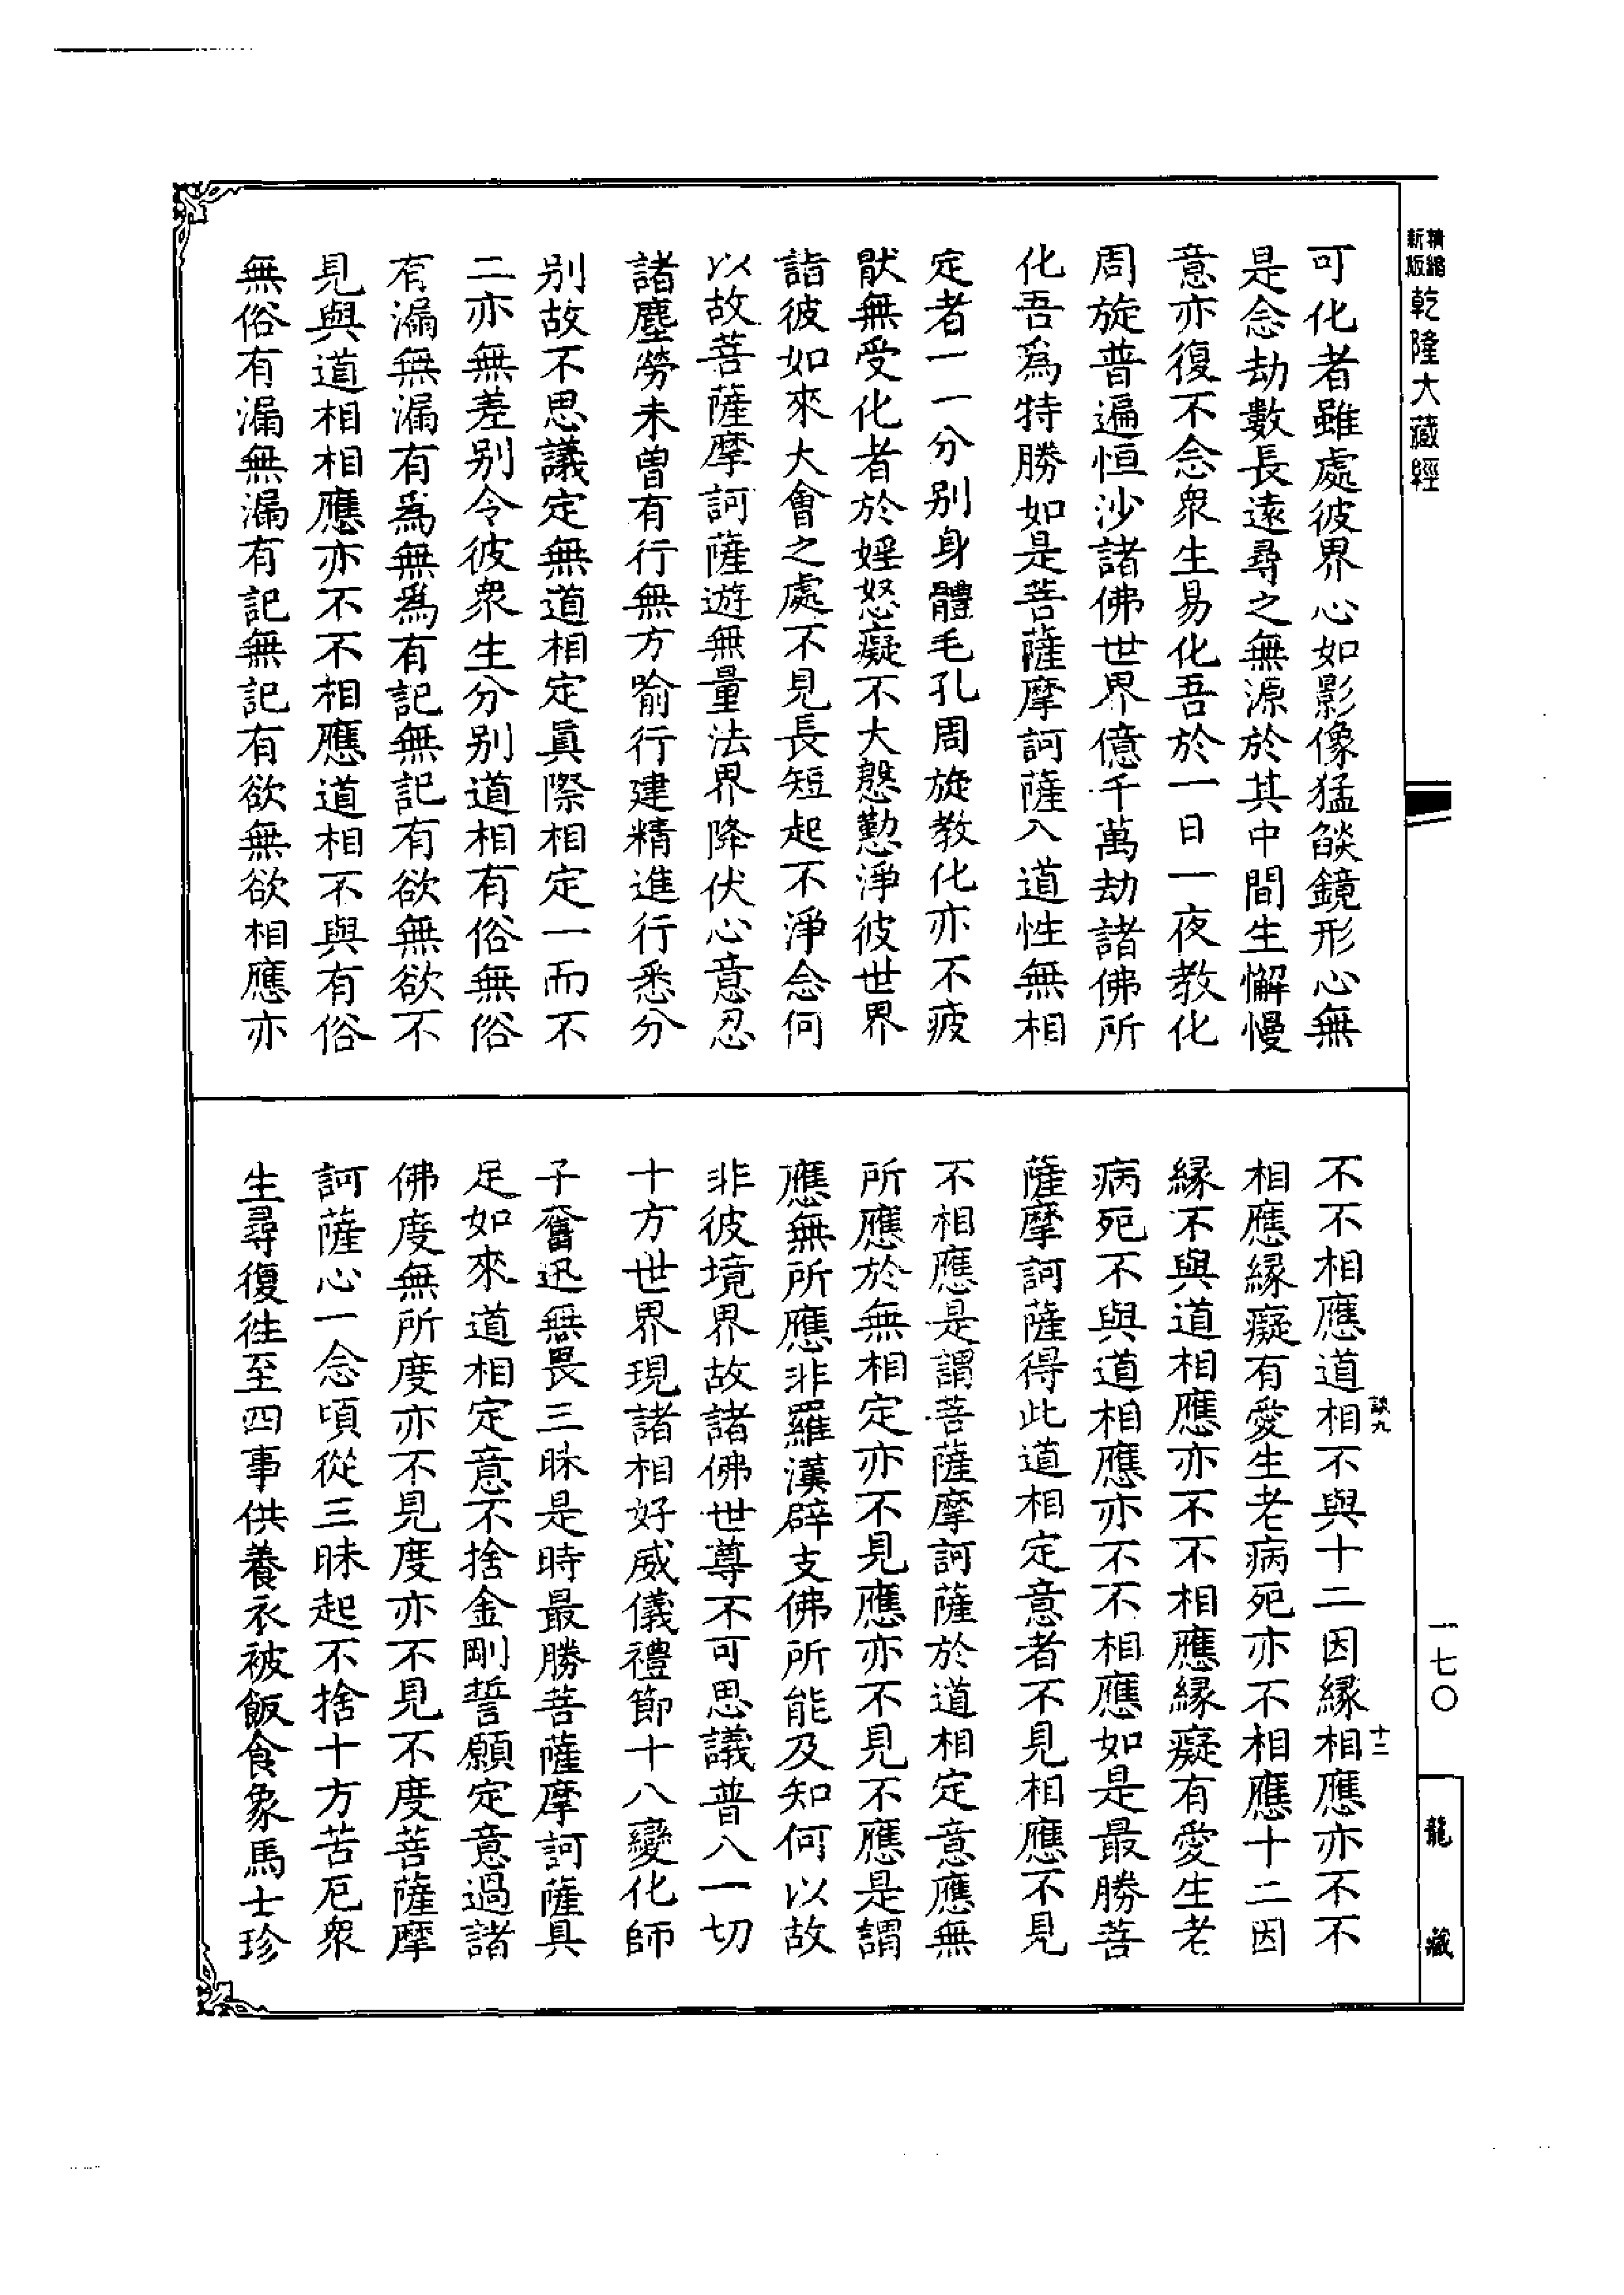 新版精縮乾隆大藏經
可化者雖處彼界心如影像猛燄鏡形心無
是念劫數長遠尋之無源於其中間生懈慢
意亦復不念衆生易化吾於一日一夜教化
周旋普遍恒沙諸佛世界億千萬劫諸佛所
化吾爲特勝如是菩薩摩訶薩入道性無相
定者一一分別身體毛孔周旋教化亦不疲
猒無受化者於婬怒癡不大慇懃淨彼世界
詣彼如來大會之處不見長短起不淨念何
以故菩薩摩訶薩遊無量法界降伏心意忍
諸塵勞未曾有行無方喻行建精進行悉分
別故不思議定無道相定眞際相定一而不
二亦無差別令彼衆生分別道相有俗無俗
有漏無漏有爲無爲有記無記有欲無欲不
見與道相相應亦不不相應道相不與有俗
無俗有漏無漏有記無記有欲無欲相應亦
不不相應道相不與十二因緣相應亦不不
相應緣癡有愛生老病死亦不相應十二因
緣不與道相應亦不不相應緣癡有愛生老
病死不與道相應亦不不相應如是最勝菩
薩摩訶薩得此道相定意者不見相應不見
不相應是謂菩薩摩訶薩於道相定意應無
所應於無相定亦不見應亦不見不應是謂
應無所應非羅漢辟支佛所能及知何以故
非彼境界故諸佛世尊不可思議普入一切
十方世界現諸相好威儀禮節十八變化師
子奮迅無畏三昧是時最勝菩薩摩訶薩具
足如來道相定意不捨金剛誓願定意過諸
佛度無所度亦不見度亦不見不度菩薩摩
訶薩心一念頃從三昧起不捨十方苦厄衆
生尋復往至四事供養衣被飯食象馬士珍
談九
十三
一七〇
龍藏